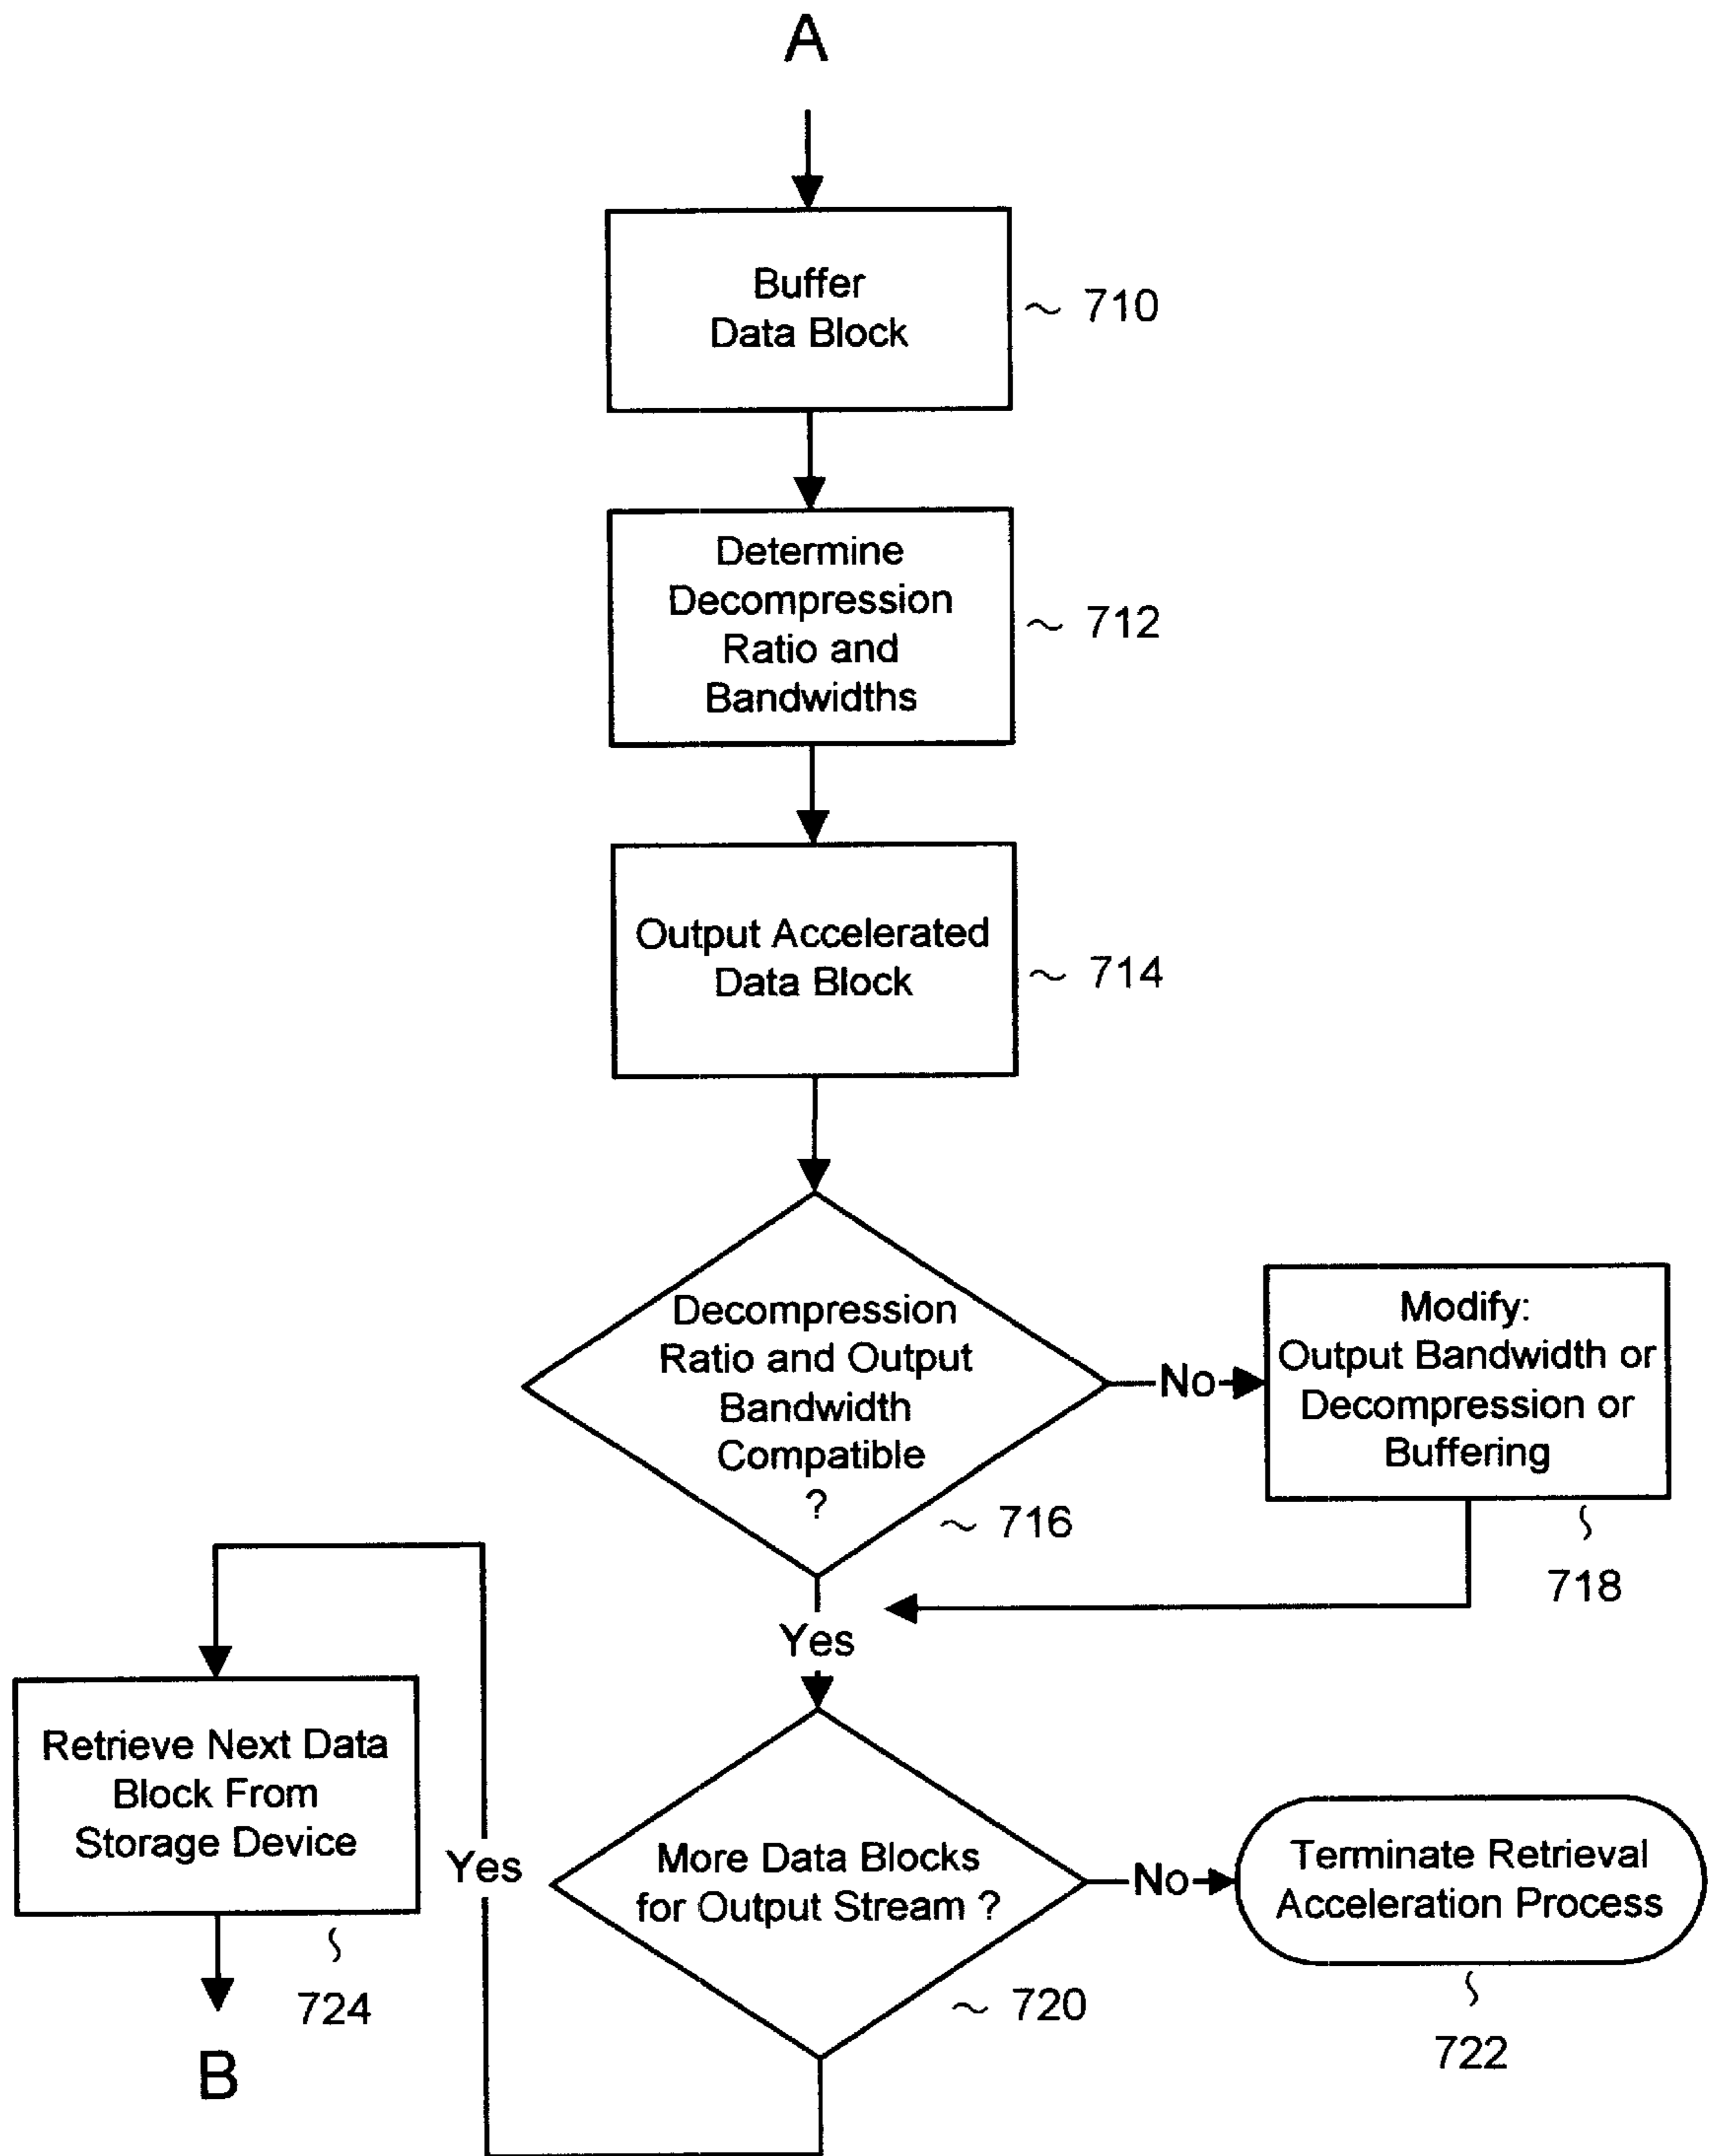 A
Buffer
Data Block
~ 710
Determine
Decompression
Ratio and
Bandwidths
~ 712
Output Accelerated
Data Block
~ 714
Decompression
Ratio and Output
Bandwidth
Compatible
?
~ 716
No
Modify:
Output Bandwidth or
Decompression or
Buffering
~ 718
Yes
More Data Blocks
for Output Stream ?
~ 720
No
Terminate Retrieval
Acceleration Process
~ 722
Yes
Retrieve Next Data
Block From
Storage Device
~ 724
B